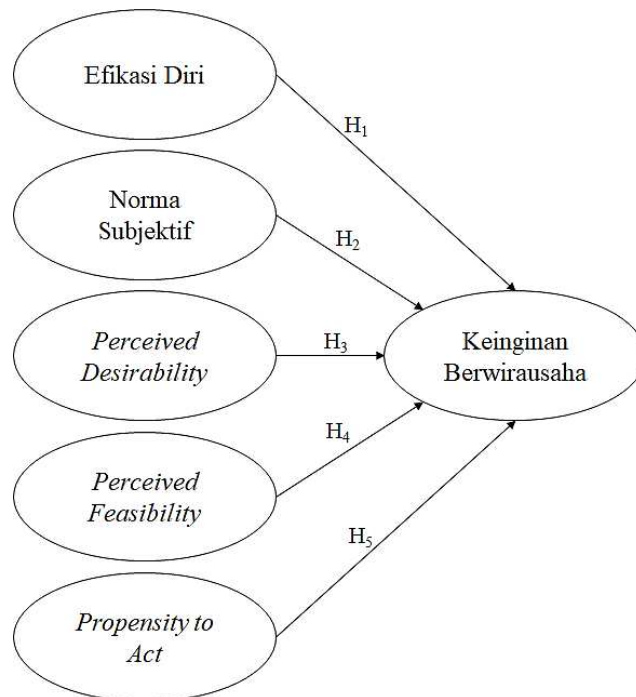 Efikasi Diri
H₁
Norma
Subjektif
H₂
Perceived
Desirability
H₃
Keinginan
Berwirausaha
H₄
Perceived
Feasibility
H₅
Propensity to
Act